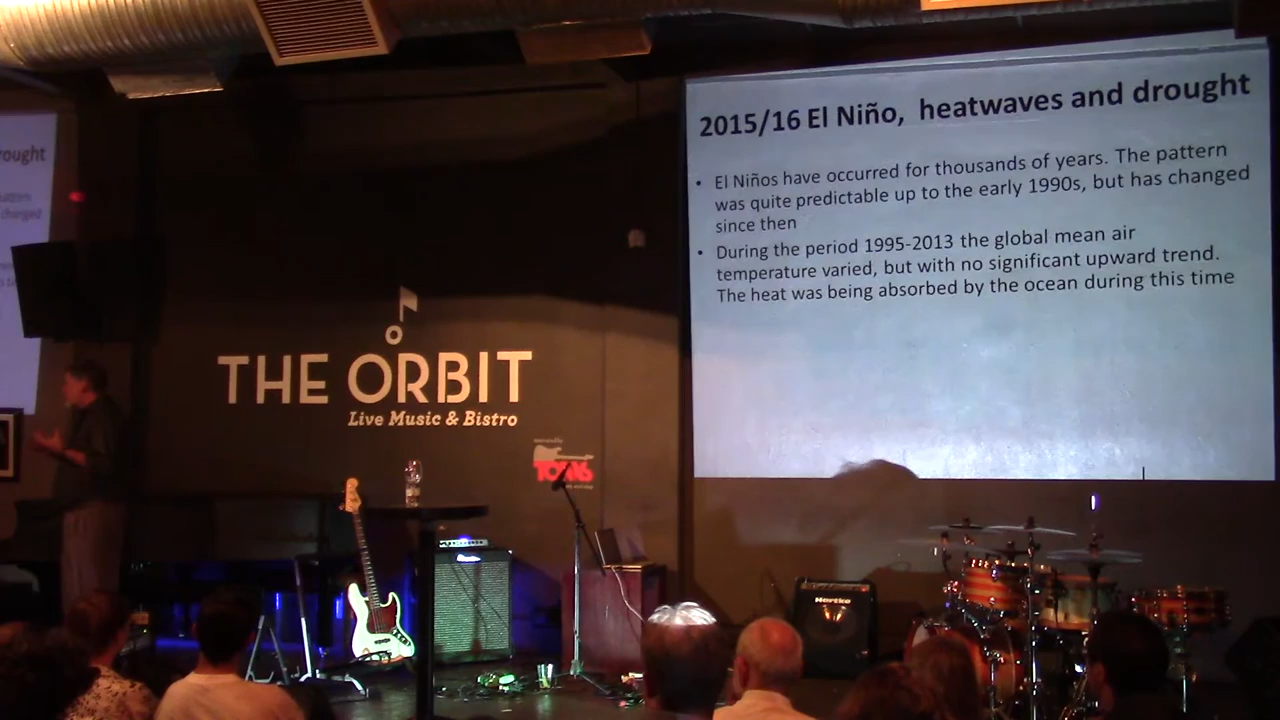 2015/16 El Niño, heatwaves and drought
• El Niños have occurred for thousands of years. The pattern
was quite predictable up to the early 1990s, but has changed
since then
• During the period 1995-2013 the global mean air
temperature varied, but with no significant upward trend.
The heat was being absorbed by the ocean during this time
rought
changed
THE ORBIT
Live Music & Bistro
TOMS
Hartke